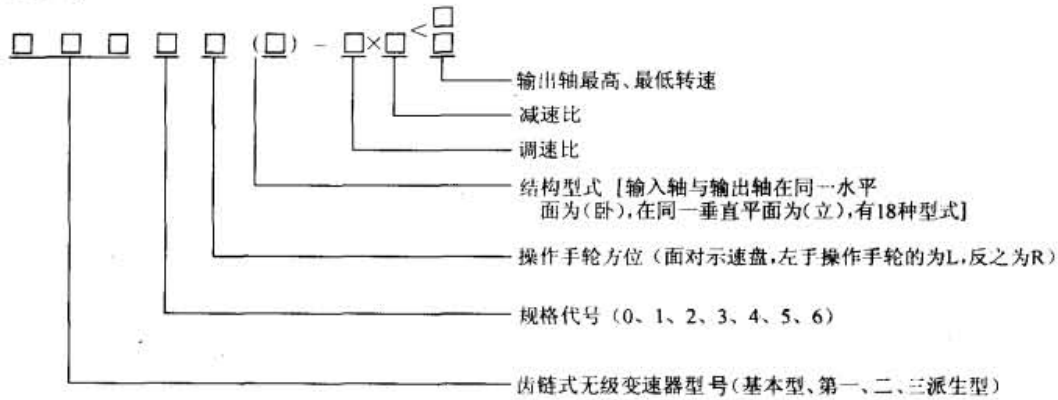 □ □ □ □ □ (□) - □×□<□
□
输出轴最高、最低转速
减速比
调速比
结构型式 [输入轴与输出轴在同一水平
面为(卧),在同一垂直平面为(立),有18种型式]
操作手轮方位(面对示速盘,左手操作手轮的为L,反之为R)
规格代号(0、1、2、3、4、5、6)
齿链式无级变速器型号(基本型、第一、二、三派生型)